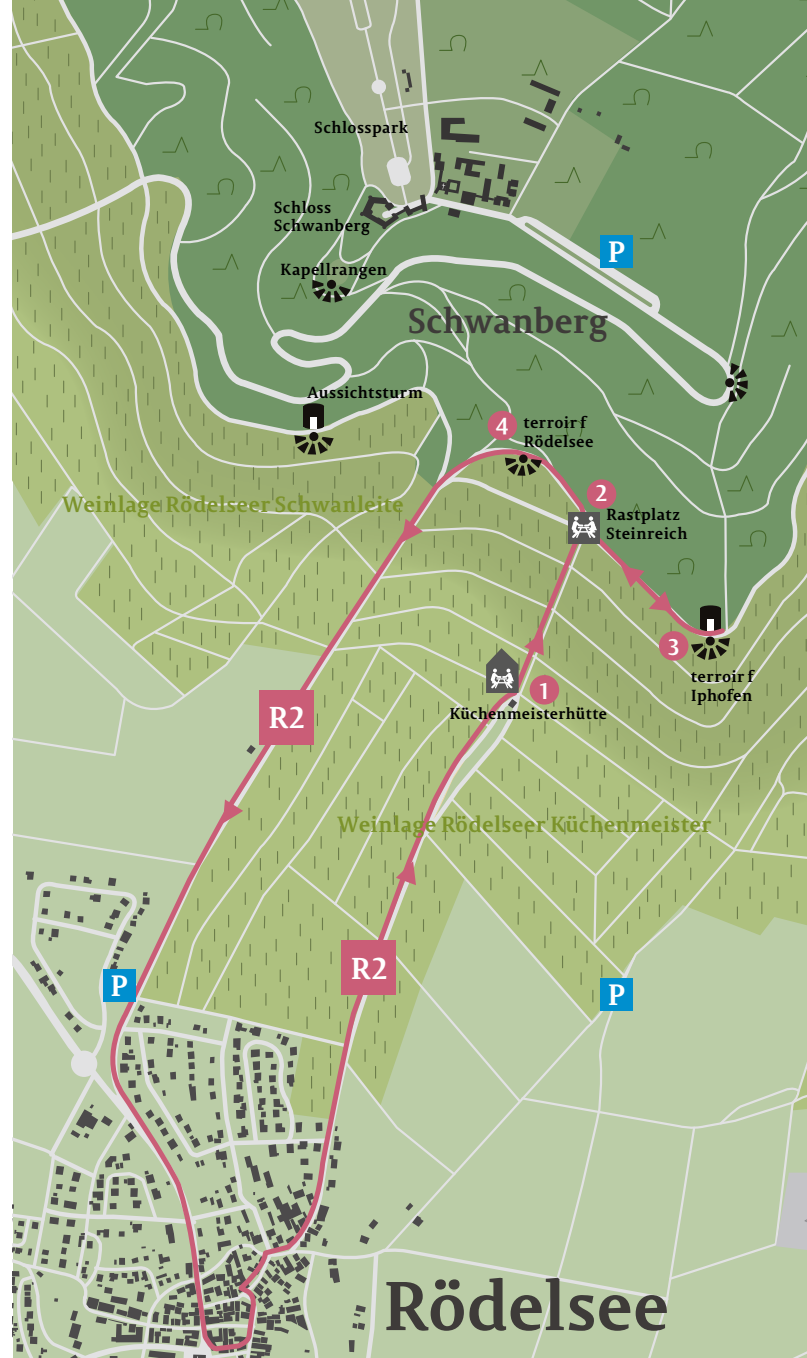 Schlosspark
Schloss
Schwanberg
P
Kapellrangen
Schwanberg
Aussichtsturm
4
terroir f
Rödelsee
Weinlage Rödelseer Schwanleite
2
Rastplatz
Steinreich
3
terroir f
Iphofen
1
Küchenmeisterhütte
R2
Weinlage Rödelseer Küchenmeister
R2
P
P
Rödelsee